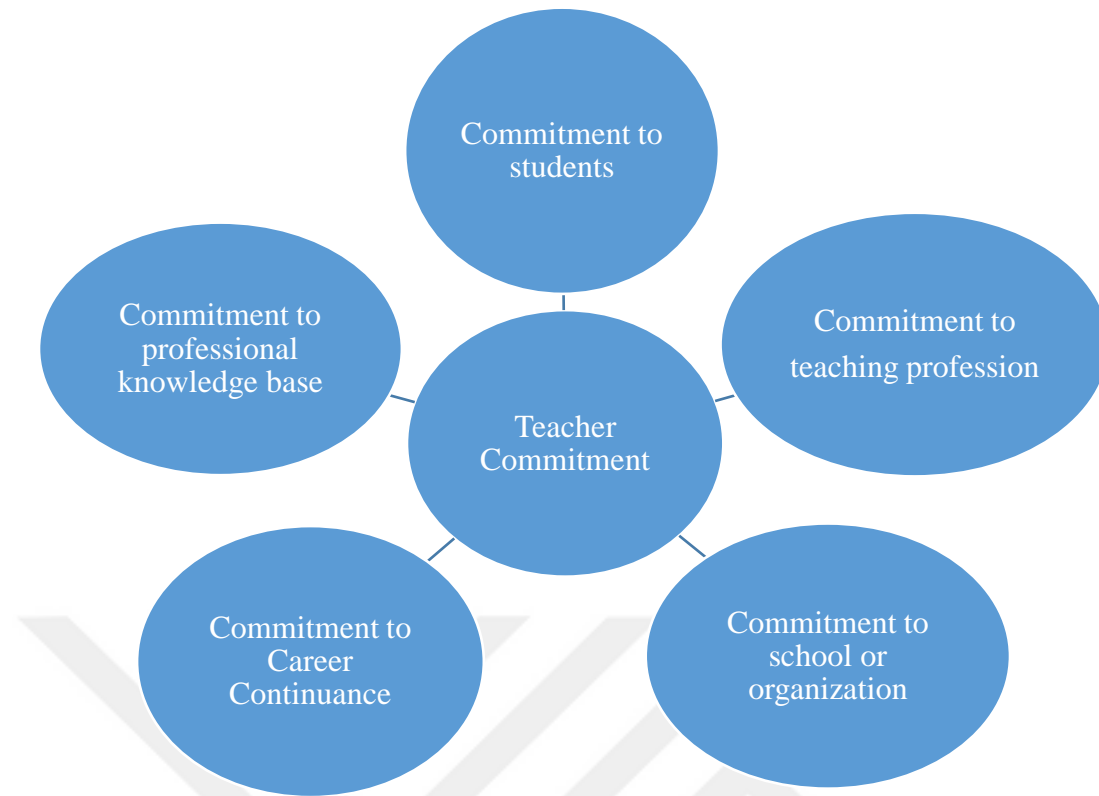 Commitment to
students
Commitment to
professional
knowledge base
Commitment to
teaching profession
Teacher
Commitment
Commitment to
Career
Continuance
Commitment to
school or
organization